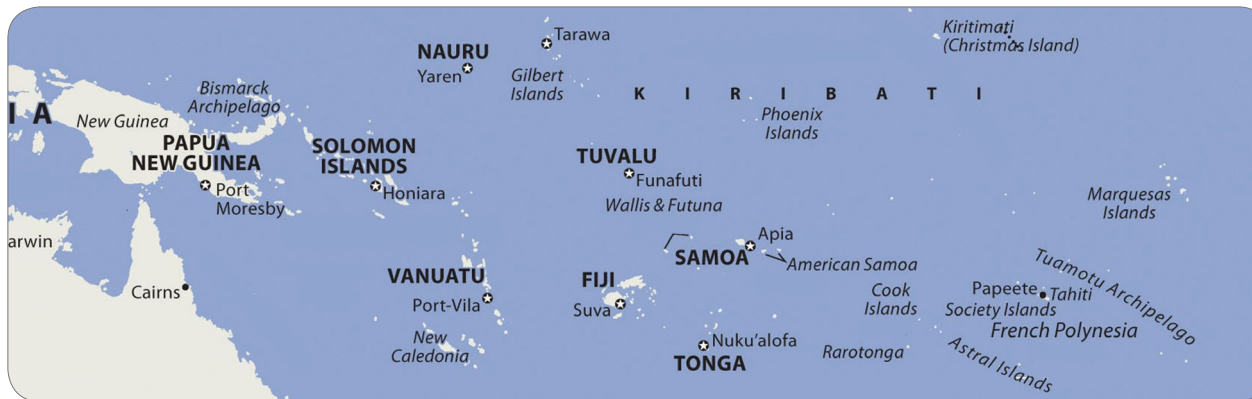 Kiritimati
(Christmas Island)
Tarawa
NAURU
Yaren
Gilbert
Islands
KIRIBATI
Bismarck
Archipelago
Phoenix
Islands
I A
New Guinea
PAPUA
NEW GUINEA
Port
Moresby
SOLOMON
ISLANDS
Honiara
TUVALU
Funafuti
Wallis & Futuna
Marquesas
Islands
arwin
Cairns
VANUATU
Port-Vila
New
Caledonia
FIJI
Suva
Apia
SAMOA
American Samoa
Cook
Islands
Nuku'alofa
TONGA
Rarotonga
Tuamotu Archipelago
Papeete
Tahiti
Society Islands
French Polynesia
Astral Islands